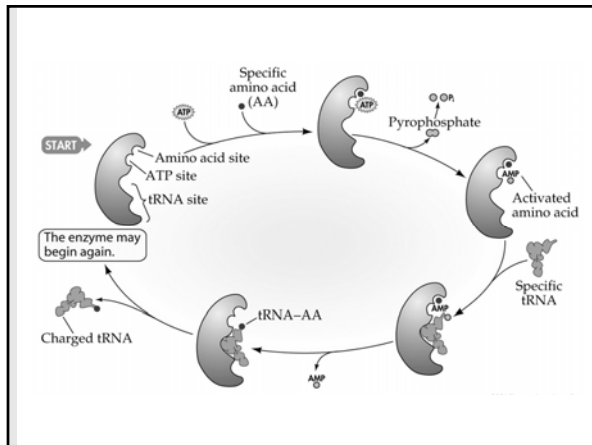 START
ATP
Specific
amino acid
(AA)
ATP
Pi
Pyrophosphate
Amino acid site
ATP site
tRNA site
AMP
Activated
amino acid
The enzyme may
begin again.
Specific
tRNA
AMP
tRNA–AA
Charged tRNA
AMP